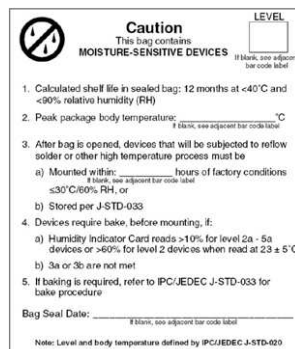 LEVEL
Caution
This bag contains
MOISTURE-SENSITIVE DEVICES
If blank, see adjacent
bar code label
1. Calculated shelf life in sealed bag: 12 months at <40°C and
<90% relative humidity (RH)
2. Peak package body temperature: ________ °C
If blank, see adjacent bar code label
3. After bag is opened, devices that will be subjected to reflow
solder or other high temperature process must be
a) Mounted within: ________ hours of factory conditions
If blank, see adjacent bar code label
≤30°C/60% RH, or
b) Stored per J-STD-033
4. Devices require bake, before mounting, if:
a) Humidity Indicator Card reads >10% for level 2a - 5a
devices or >60% for level 2 devices when read at 23 ± 5°C
b) 3a or 3b are not met
5. If baking is required, refer to IPC/JEDEC J-STD-033 for
bake procedure
Bag Seal Date: ________
If blank, see adjacent bar code label
Note: Level and body temperature defined by IPC/JEDEC J-STD-020